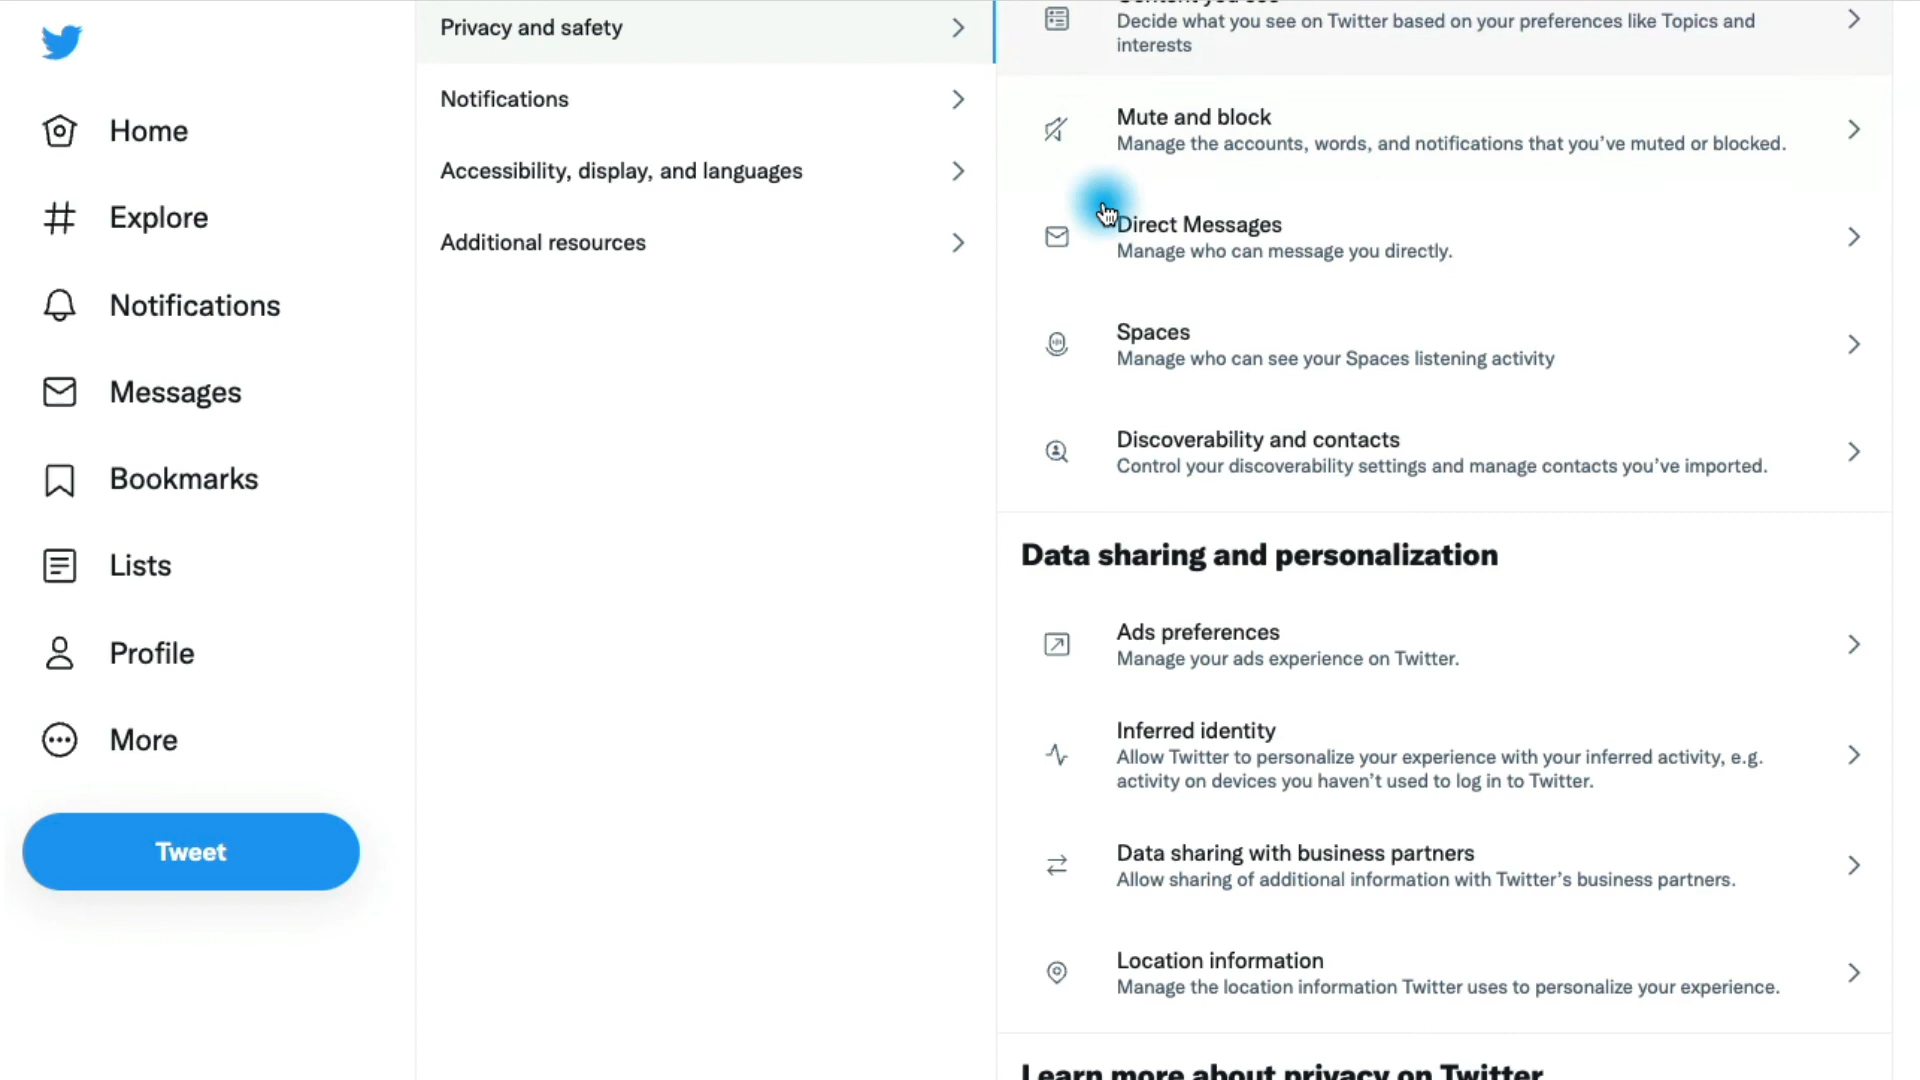 Home
Explore
Notifications
Messages
Bookmarks
Lists
Profile
More
Tweet
Privacy and safety
Notifications
Accessibility, display, and languages
Additional resources
Decide what you see on Twitter based on your preferences like Topics and
interests
Mute and block
Manage the accounts, words, and notifications that you’ve muted or blocked.
Direct Messages
Manage who can message you directly.
Spaces
Manage who can see your Spaces listening activity
Discoverability and contacts
Control your discoverability settings and manage contacts you’ve imported.
Data sharing and personalization
Ads preferences
Manage your ads experience on Twitter.
Inferred identity
Allow Twitter to personalize your experience with your inferred activity, e.g.
activity on devices you haven’t used to log in to Twitter.
Data sharing with business partners
Allow sharing of additional information with Twitter’s business partners.
Location information
Manage the location information Twitter uses to personalize your experience.
Learn more about privacy on Twitter